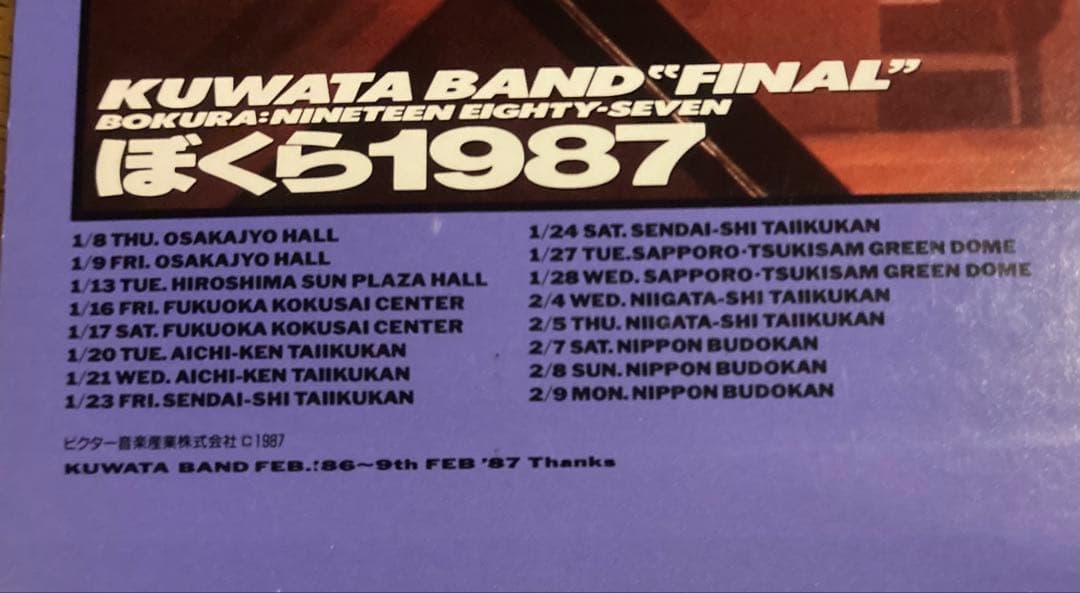 KUWATA BAND "FINAL"
BOKURA:NINETEEN EIGHTY-SEVEN
ぼくら1987
1/8 THU. OSAKAJYO HALL
1/9 FRI. OSAKAJYO HALL
1/13 TUE. HIROSHIMA SUN PLAZA HALL
1/16 FRI. FUKUOKA KOKUSAI CENTER
1/17 SAT. FUKUOKA KOKUSAI CENTER
1/20 TUE. AICHI-KEN TAIIKUKAN
1/21 WED. AICHI-KEN TAIIKUKAN
1/23 FRI. SENDAI-SHI TAIIKUKAN
1/24 SAT. SENDAI-SHI TAIIKUKAN
1/27 TUE. SAPPORO・TSUKISAM GREEN DOME
1/28 WED. SAPPORO・TSUKISAM GREEN DOME
2/4 WED. NIIGATA-SHI TAIIKUKAN
2/5 THU. NIIGATA-SHI TAIIKUKAN
2/7 SAT. NIPPON BUDOKAN
2/8 SUN. NIPPON BUDOKAN
2/9 MON. NIPPON BUDOKAN
ビクター音楽産業株式会社 ©1987
KUWATA BAND FEB.'86~9th FEB '87 Thanks